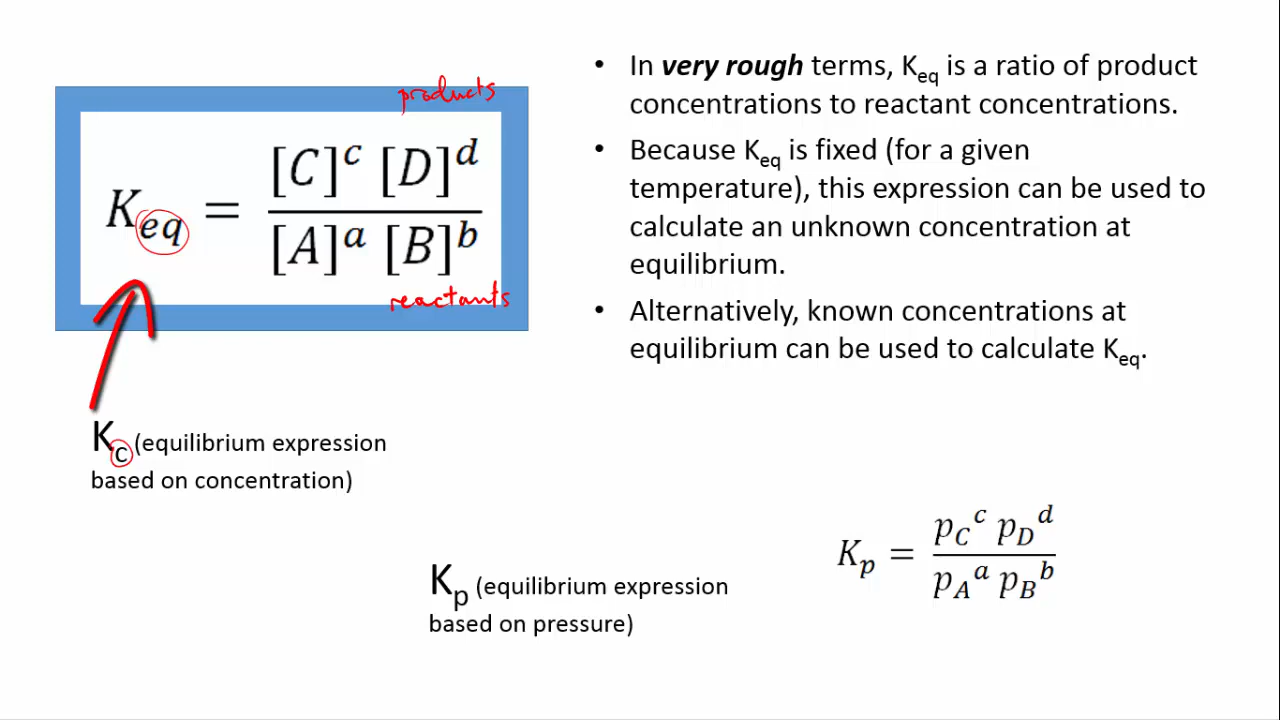 products
K_eq = [C]^c [D]^d / [A]^a [B]^b
reactants
K_c (equilibrium expression
based on concentration)
• In very rough terms, K_eq is a ratio of product
concentrations to reactant concentrations.
• Because K_eq is fixed (for a given
temperature), this expression can be used to
calculate an unknown concentration at
equilibrium.
• Alternatively, known concentrations at
equilibrium can be used to calculate K_eq.
K_p (equilibrium expression
based on pressure)
K_p = p_C^c p_D^d / p_A^a p_B^b